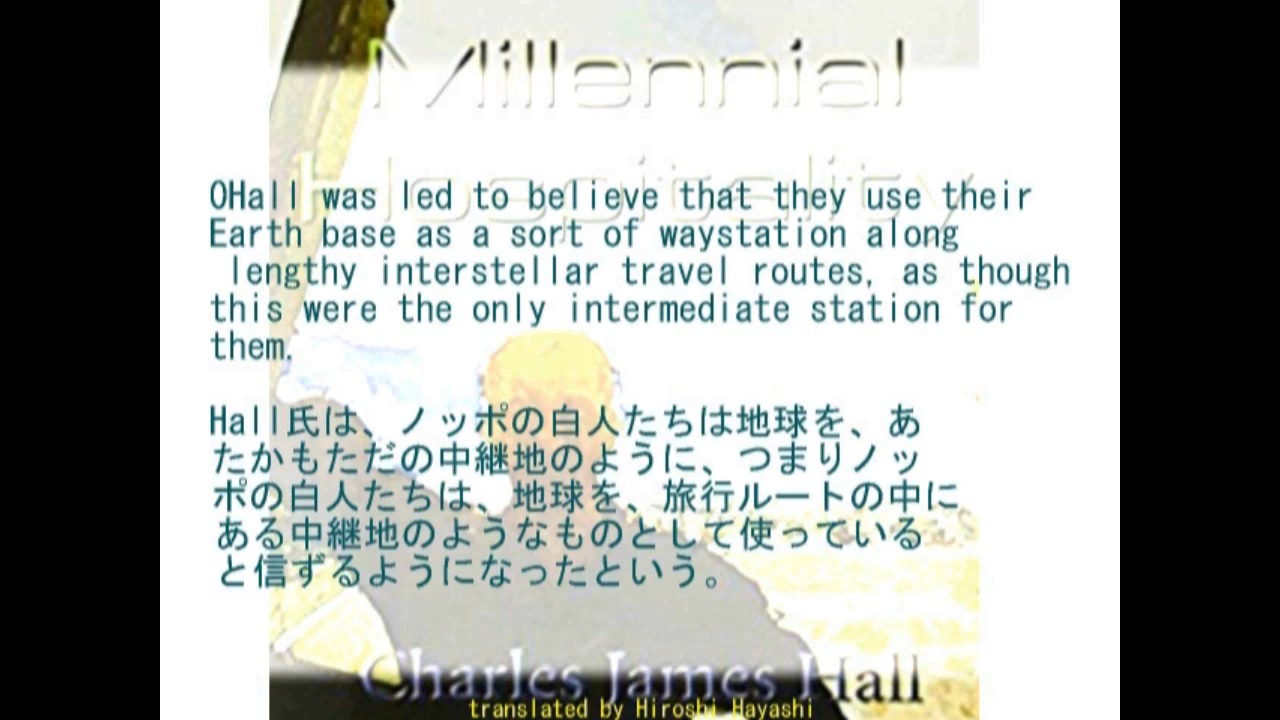 Millennial
Hospitality
OHall was led to believe that they use their
Earth base as a sort of waystation along
lengthy interstellar travel routes, as though
this were the only intermediate station for
them.
Hall氏は、ノッポの白人たちは地球を、あ
たかもただの中継地のように、つまりノッ
ポの白人たちは、地球を、旅行ルートの中に
ある中継地のようなものとして使っている
と信ずるようになったという。
Charles James Hall
translated by Hiroshi Hayashi